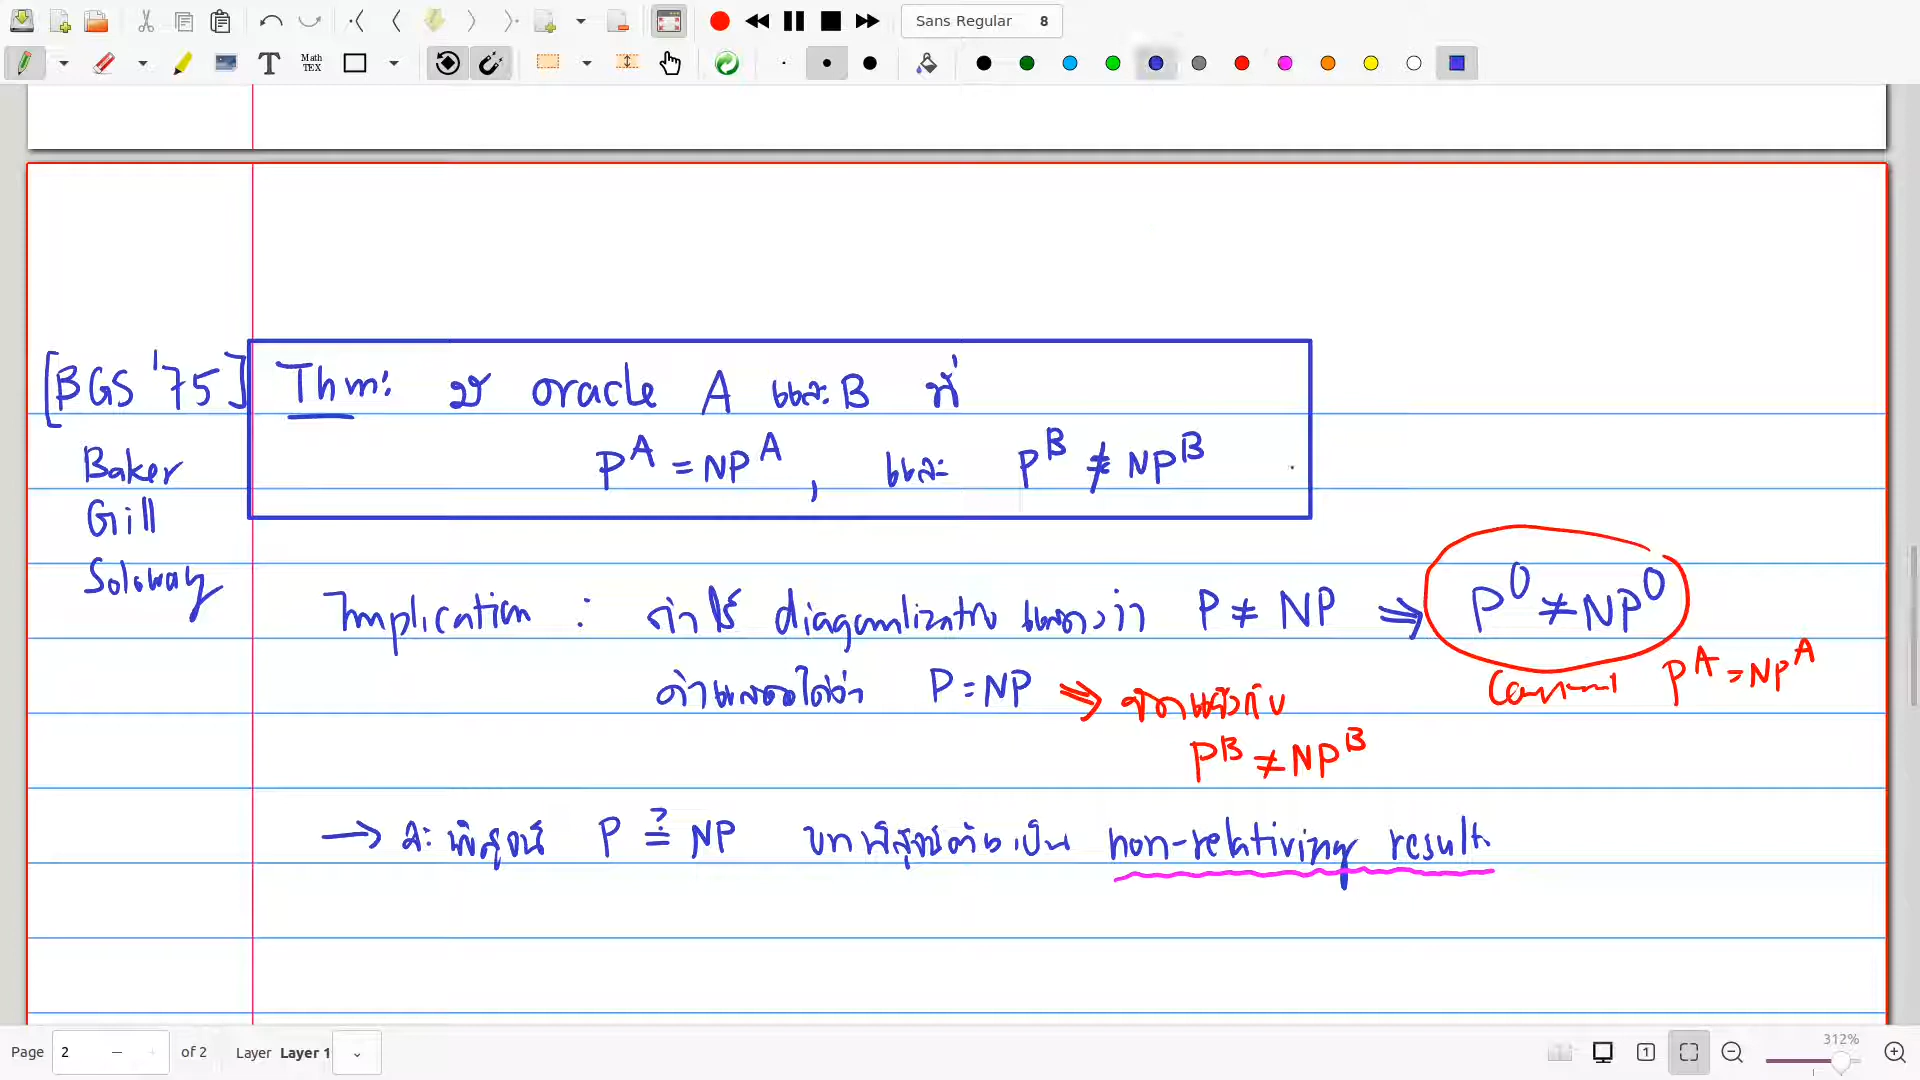 Sans Regular 8
Math
TEX
[BGS '75]
Baker
Gill
Soloway
Thm: มี oracle A และ B ที่
P^A = NP^A , และ P^B ≠ NP^B
Implication : ถ้าใช้ แสดงว่า P ≠ NP ⇒ P^O ≠ NP^O
P^A = NP^A
ถ้าแสดงได้ว่า P = NP ⇒ ขัดแย้งกับ
P^B ≠ NP^B
→ จะพิสูจน์ P ≟ NP บทพิสูจน์ต้องเป็น non-relativing result
Page 2 of 2 Layer Layer 1
312%